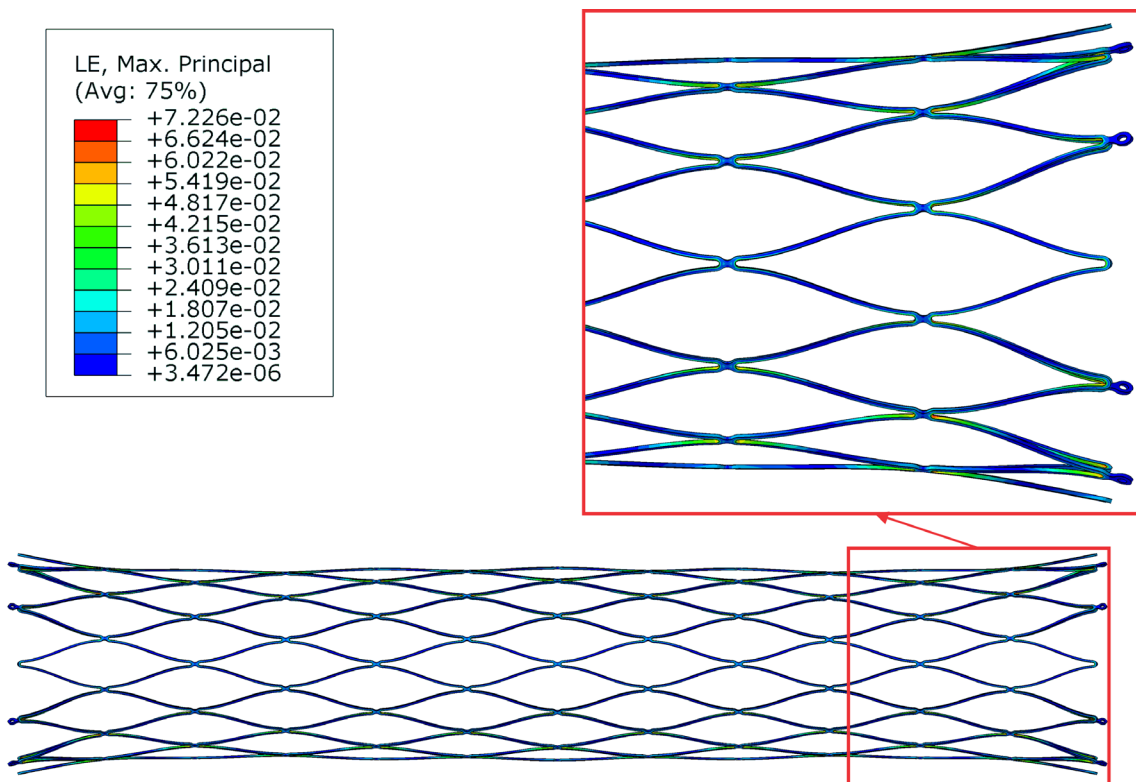 LE, Max. Principal
(Avg: 75%)
+7.226e-02
+6.624e-02
+6.022e-02
+5.419e-02
+4.817e-02
+4.215e-02
+3.613e-02
+3.011e-02
+2.409e-02
+1.807e-02
+1.205e-02
+6.025e-03
+3.472e-06